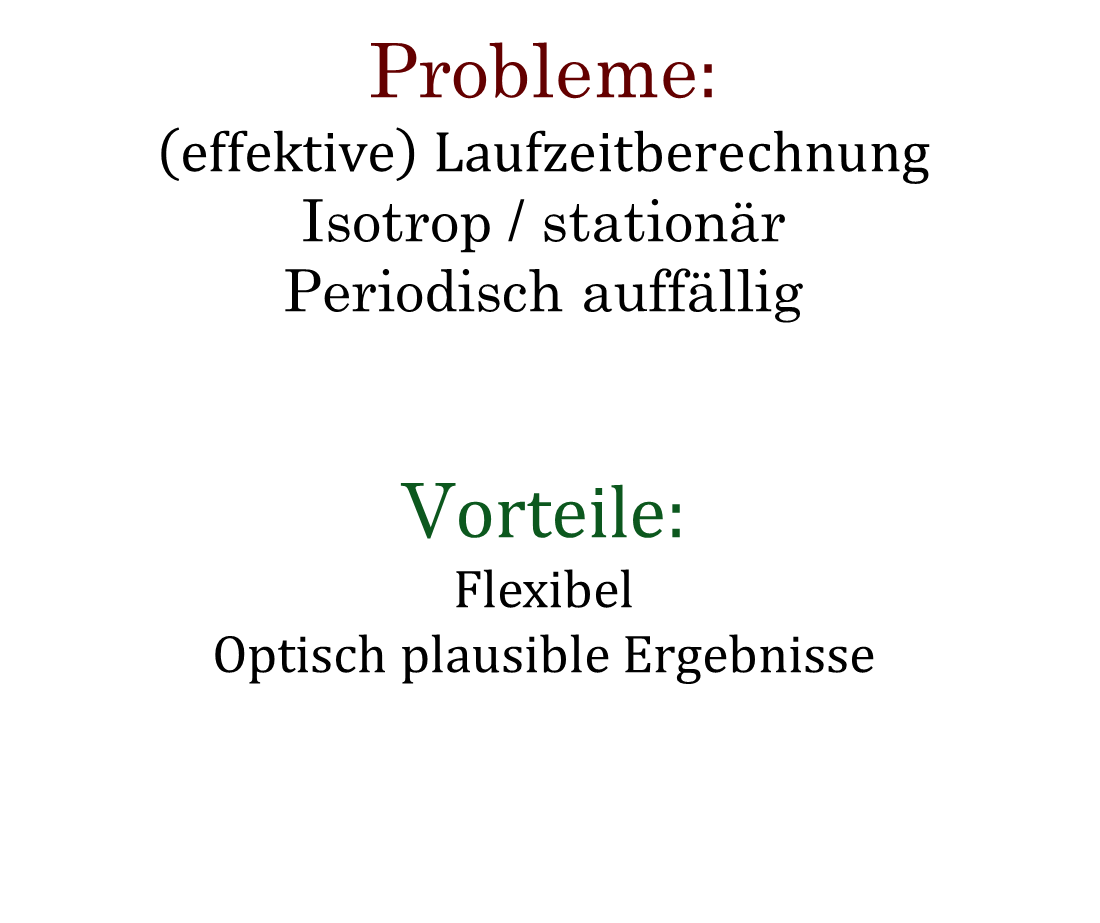 Probleme:
(effektive) Laufzeitberechnung
Isotrop / stationär
Periodisch auffällig
Vorteile:
Flexibel
Optisch plausible Ergebnisse